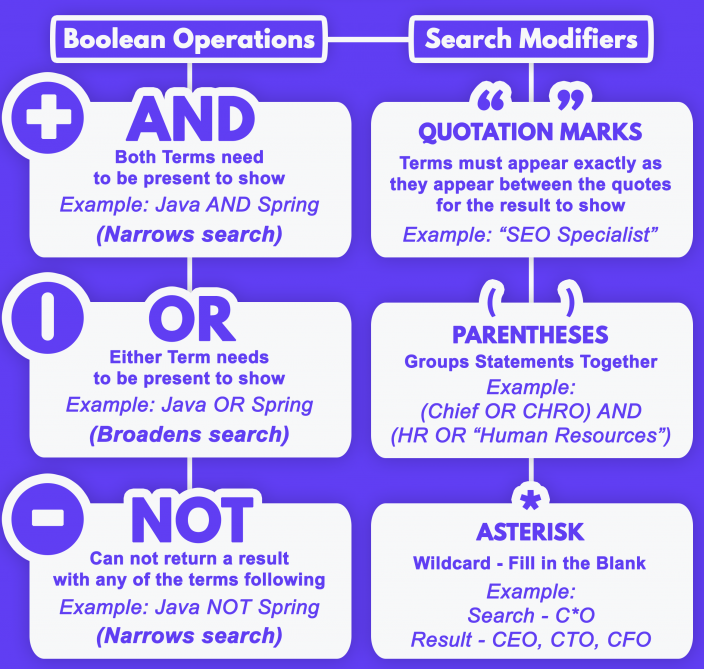 Boolean Operations
AND
Both Terms need
to be present to show
Example: Java AND Spring
(Narrows search)
OR
Either Term needs
to be present to show
Example: Java OR Spring
(Broadens search)
NOT
Can not return a result
with any of the terms following
Example: Java NOT Spring
(Narrows search)
Search Modifiers
“ ”
QUOTATION MARKS
Terms must appear exactly as
they appear between the quotes
for the result to show
Example: “SEO Specialist”
( )
PARENTHESES
Groups Statements Together
Example:
(Chief OR CHRO) AND
(HR OR “Human Resources”)
*
ASTERISK
Wildcard - Fill in the Blank
Example:
Search - C*O
Result - CEO, CTO, CFO